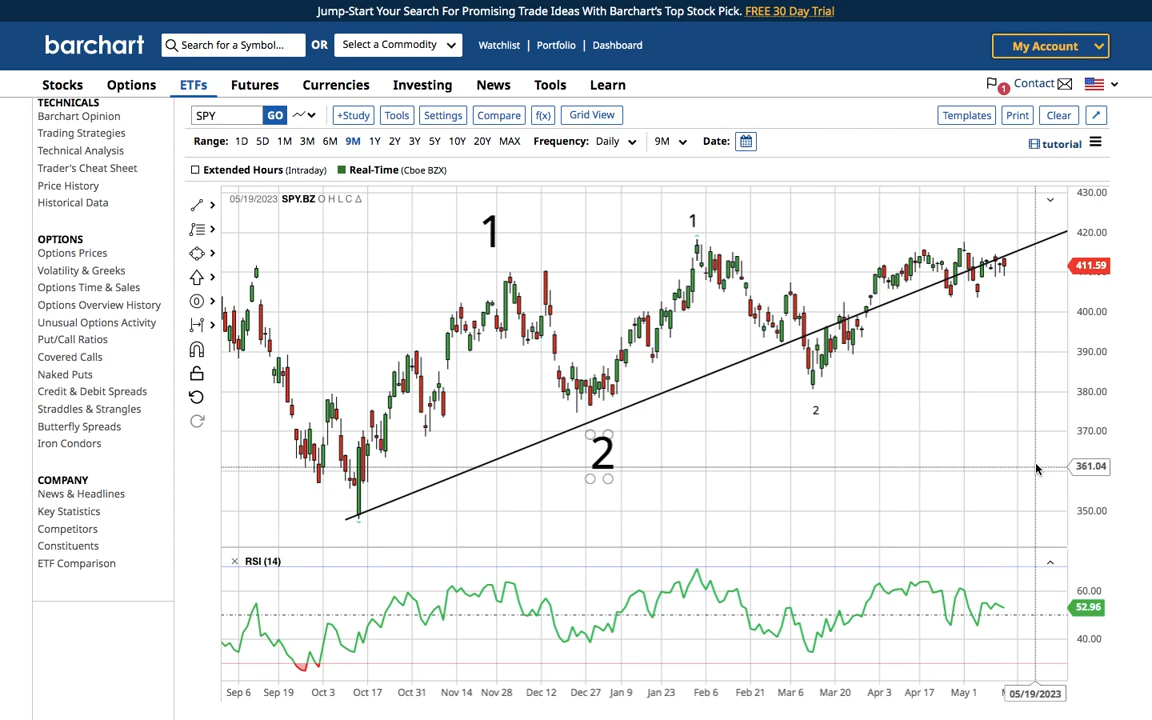 Jump-Start Your Search For Promising Trade Ideas With Barchart's Top Stock Pick. FREE 30 Day Trial
barchart Search for a Symbol... OR Select a Commodity Watchlist | Portfolio | Dashboard My Account
Stocks Options ETFs Futures Currencies Investing News Tools Learn 1 Contact
TECHNICALS
Barchart Opinion
Trading Strategies
Technical Analysis
Trader's Cheat Sheet
Price History
Historical Data
OPTIONS
Options Prices
Volatility & Greeks
Options Time & Sales
Options Overview History
Unusual Options Activity
Put/Call Ratios
Covered Calls
Naked Puts
Credit & Debit Spreads
Straddles & Strangles
Butterfly Spreads
Iron Condors
COMPANY
News & Headlines
Key Statistics
Competitors
Constituents
ETF Comparison
SPY GO +Study Tools Settings Compare f(x) Grid View Templates Print Clear
Range: 1D 5D 1M 3M 6M 9M 1Y 2Y 3Y 5Y 10Y 20Y MAX Frequency: Daily 9M Date: tutorial
Extended Hours (Intraday) Real-Time (Cboe BZX)
05/19/2023 SPY.BZ O H L C Δ
1
1
2
2
430.00
420.00
411.59
400.00
390.00
380.00
370.00
361.04
350.00
RSI (14)
60.00
52.96
40.00
Sep 6 Sep 19 Oct 3 Oct 17 Oct 31 Nov 14 Nov 28 Dec 12 Dec 27 Jan 9 Jan 23 Feb 6 Feb 21 Mar 6 Mar 20 Apr 3 Apr 17 May 1 05/19/2023